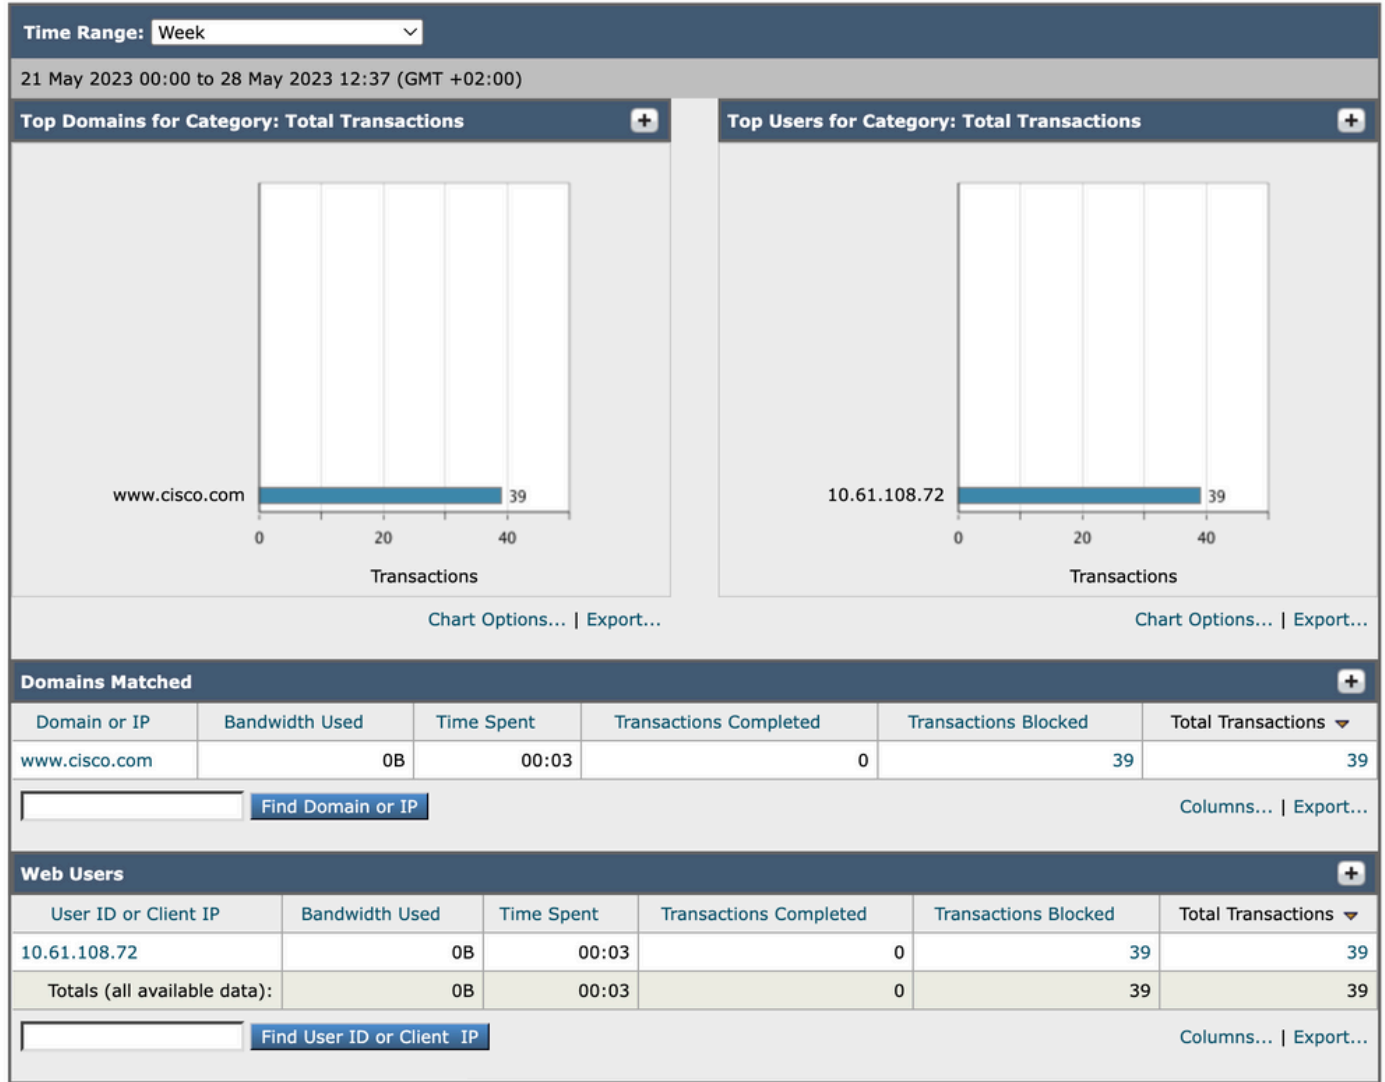 Time Range: Week
21 May 2023 00:00 to 28 May 2023 12:37 (GMT +02:00)
Top Domains for Category: Total Transactions
www.cisco.com 39
0 20 40
Transactions
Chart Options... | Export...
Top Users for Category: Total Transactions
10.61.108.72 39
0 20 40
Transactions
Chart Options... | Export...
Domains Matched
Domain or IP Bandwidth Used Time Spent Transactions Completed Transactions Blocked Total Transactions
www.cisco.com 0B 00:03 0 39 39
Find Domain or IP Columns... | Export...
Web Users
User ID or Client IP Bandwidth Used Time Spent Transactions Completed Transactions Blocked Total Transactions
10.61.108.72 0B 00:03 0 39 39
Totals (all available data): 0B 00:03 0 39 39
Find User ID or Client IP Columns... | Export...